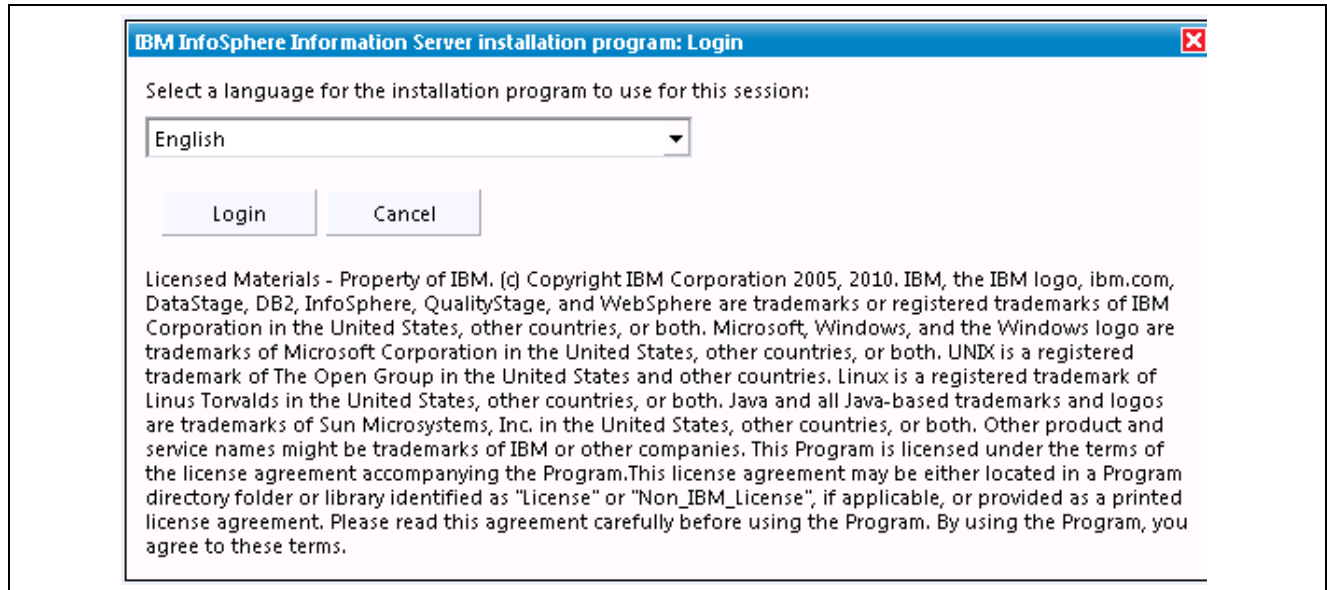 IBM InfoSphere Information Server installation program: Login
Select a language for the installation program to use for this session:
English
Login Cancel
Licensed Materials - Property of IBM. (c) Copyright IBM Corporation 2005, 2010. IBM, the IBM logo, ibm.com,
DataStage, DB2, InfoSphere, QualityStage, and WebSphere are trademarks or registered trademarks of IBM
Corporation in the United States, other countries, or both. Microsoft, Windows, and the Windows logo are
trademarks of Microsoft Corporation in the United States, other countries, or both. UNIX is a registered
trademark of The Open Group in the United States and other countries. Linux is a registered trademark of
Linus Torvalds in the United States, other countries, or both. Java and all Java-based trademarks and logos
are trademarks of Sun Microsystems, Inc. in the United States, other countries, or both. Other product and
service names might be trademarks of IBM or other companies. This Program is licensed under the terms of
the license agreement accompanying the Program.This license agreement may be either located in a Program
directory folder or library identified as "License" or "Non_IBM_License", if applicable, or provided as a printed
license agreement. Please read this agreement carefully before using the Program. By using the Program, you
agree to these terms.